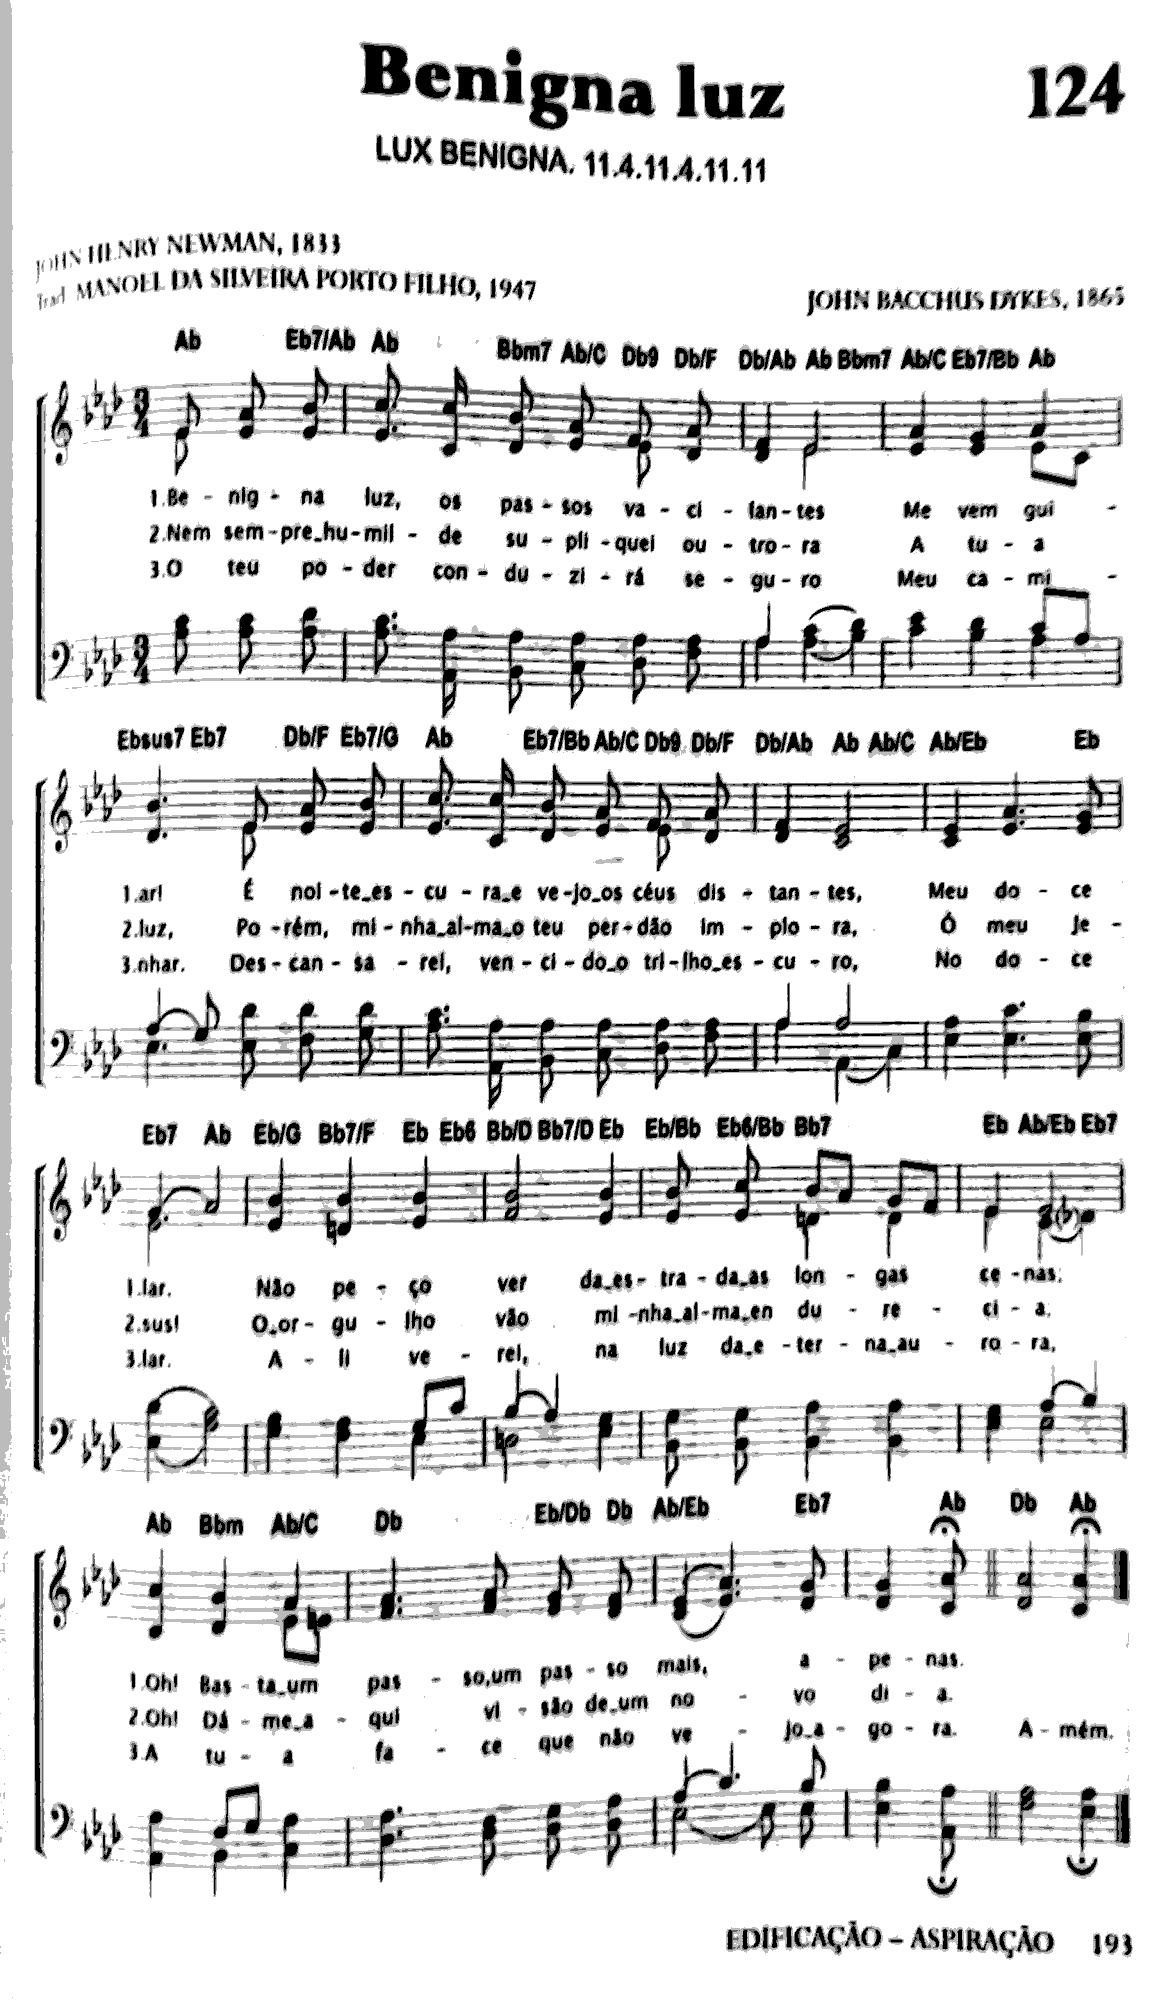 Benigna luz 124
LUX BENIGNA. 11.4.11.4.11.11
JOHN HENRY NEWMAN, 1833
Trad. MANOEL DA SILVEIRA PORTO FILHO, 1947
JOHN BACCHUS DYKES, 1865
Ab Eb7/Ab Ab Bbm7 Ab/C Db9 Db/F Db/Ab Ab Bbm7 Ab/C Eb7/Bb Ab
3 4
1.Be - nig - na luz, os pas - sos va - ci - lan - tes Me vem gui -
2.Nem sem - pre_hu - mil - de su - pli - quei ou - tro - ra A tu - a
3.O teu po - der con - du - zi - rá se - gu - ro Meu ca - mi -
3 4
Ebsus7 Eb7 Db/F Eb7/G Ab Eb7/Bb Ab/C Db9 Db/F Db/Ab Ab Ab/C Ab/Eb Eb
1.ar! É noi - te_es - cu - ra_e ve - jo_os céus dis - tan - tes, Meu do - ce
2.luz, Po - rém, mi - nha_al - ma_o teu per - dão im - plo - ra, Ó meu Je -
3.nhar. Des - can - sa - rei, ven - ci - do_o tri - lho_es - cu - ro, No do - ce
Eb7 Ab Eb/G Bb7/F Eb Eb6 Bb/D Bb7/D Eb Eb/Bb Eb6/Bb Bb7 Eb Ab/Eb Eb7
1.lar. Não pe - ço ver da_es - tra - da_as lon - gas ce - nas;
2.sus! O_or - gu - lho vão mi - nha_al - ma_en du - re - ci - a;
3.lar. A - li ve - rei, na luz da_e - ter - na_au - ro - ra,
Ab Bbm Ab/C Db Eb/Db Db Ab/Eb Eb7 Ab Db Ab
1.Oh! Bas - ta_um pas - so,um pas - so mais, a - pe - nas.
2.Oh! Dá - me_a - qui vi - são de_um no - vo di - a.
3.A tu - a fa - ce que não ve - jo_a - go - ra. A - mém.
EDIFICAÇÃO – ASPIRAÇÃO 193